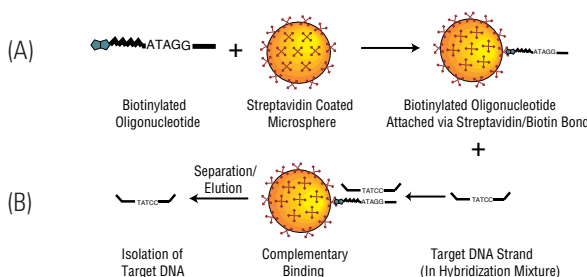 (A)
ATAGG
+
ATAGG
Biotinylated
Oligonucleotide
Streptavidin Coated
Microsphere
Biotinylated Oligonucleotide
Attached via Streptavidin/Biotin Bond
+
(B)
Separation/
Elution
TATCC
TATCC
ATAGG
TATCC
Isolation of
Target DNA
Complementary
Binding
Target DNA Strand
(In Hybridization Mixture)